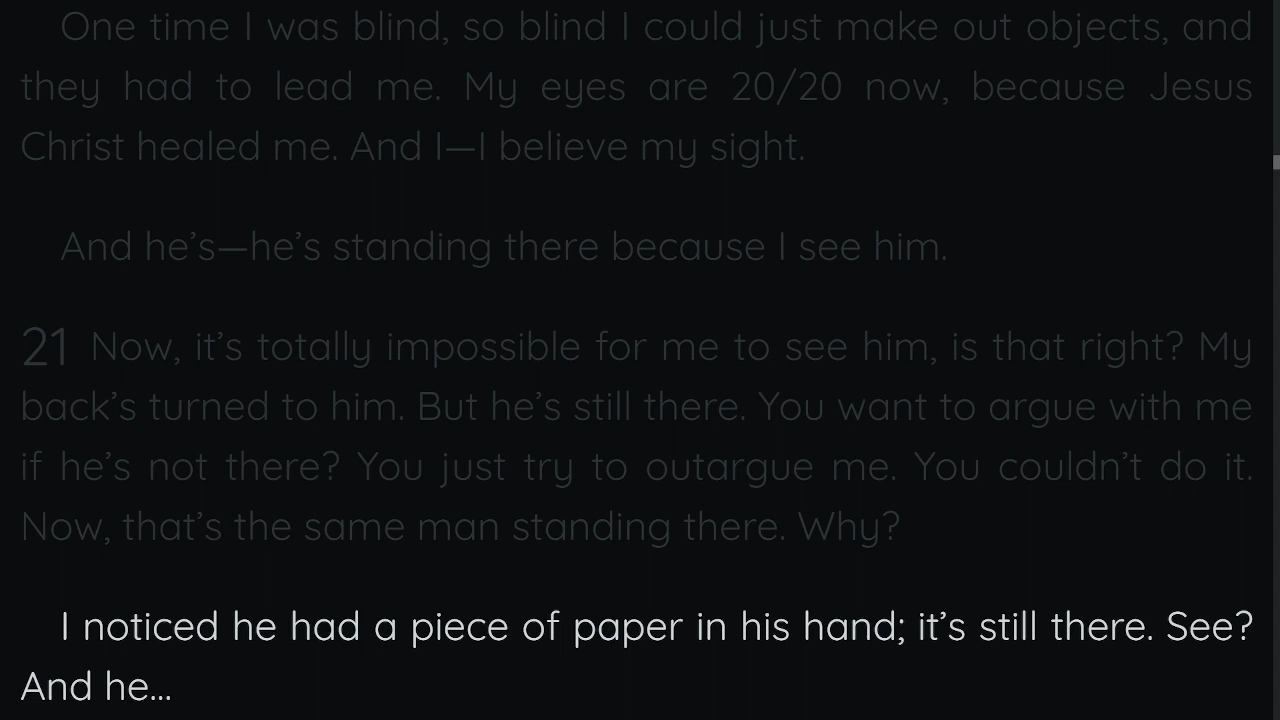 One time I was blind, so blind I could just make out objects, and
they had to lead me. My eyes are 20/20 now, because Jesus
Christ healed me. And I—I believe my sight.
And he’s—he’s standing there because I see him.
21 Now, it’s totally impossible for me to see him, is that right? My
back’s turned to him. But he’s still there. You want to argue with me
if he’s not there? You just try to outargue me. You couldn’t do it.
Now, that’s the same man standing there. Why?
I noticed he had a piece of paper in his hand; it’s still there. See?
And he...